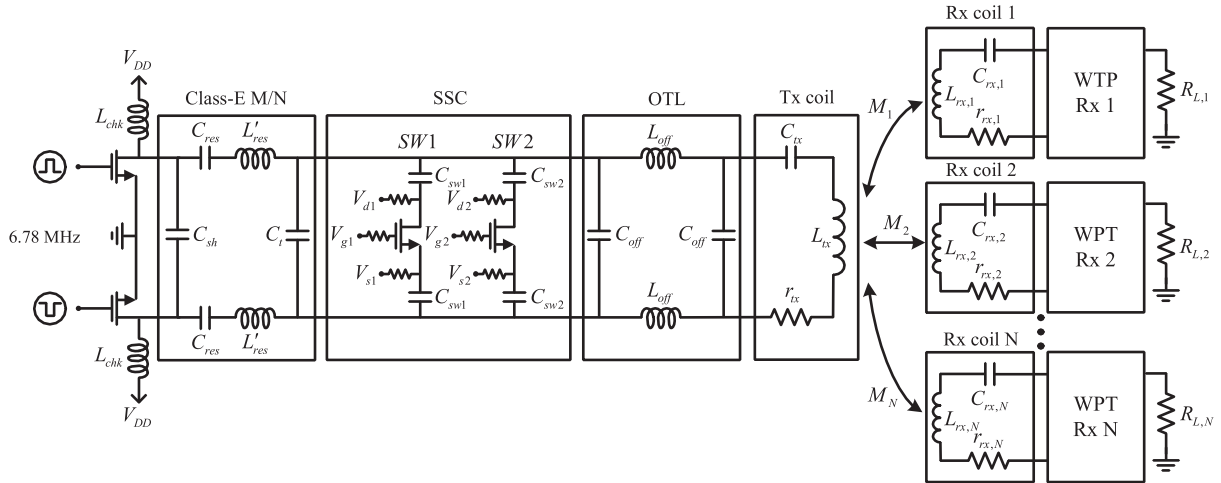 Rx coil 1
V_DD
L_chk
Class-E M/N
SSC
OTL
Tx coil
C_res
L'_res
SW1
SW2
L_off
C_tx
M_1
C_rx,1
L_rx,1
r_rx,1
WTP
Rx 1
R_L,1
C_sw1
C_sw2
V_d1
V_d2
6.78 MHz
C_sh
C_t
V_g1
V_g2
C_off
C_off
L_tx
M_2
Rx coil 2
C_rx,2
L_rx,2
r_rx,2
WPT
Rx 2
R_L,2
V_s1
V_s2
C_sw1
C_sw2
L_off
r_tx
C_res
L'_res
L_chk
V_DD
M_N
Rx coil N
C_rx,N
L_rx,N
r_rx,N
WPT
Rx N
R_L,N